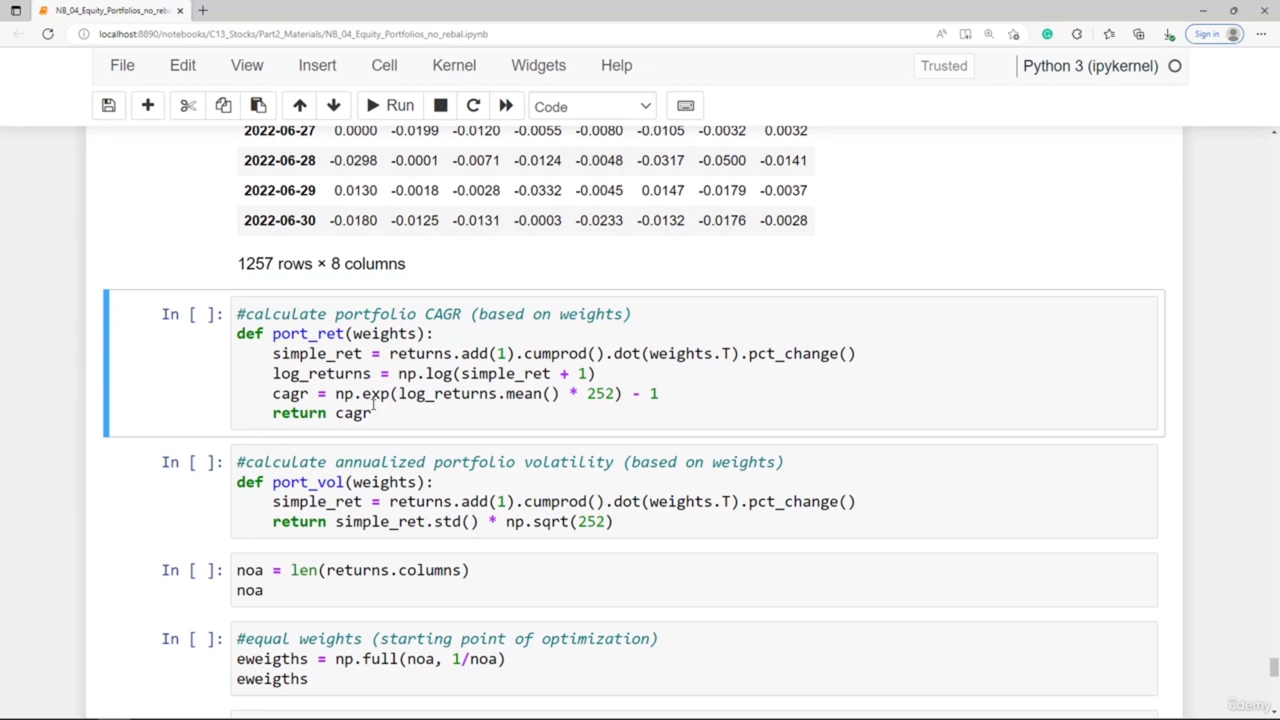 NB_04_Equity_Portfolios_no_reb
localhost:8890/notebooks/C13_Stocks/Part2_Materials/NB_04_Equity_Portfolios_no_rebal.ipynb
Sign in
File Edit View Insert Cell Kernel Widgets Help Trusted Python 3 (ipykernel)
Run Code
2022-06-27 0.0000 -0.0199 -0.0120 -0.0055 -0.0080 -0.0105 -0.0032 0.0032
2022-06-28 -0.0298 -0.0001 -0.0071 -0.0124 -0.0048 -0.0317 -0.0500 -0.0141
2022-06-29 0.0130 -0.0018 -0.0028 -0.0332 -0.0045 0.0147 -0.0179 -0.0037
2022-06-30 -0.0180 -0.0125 -0.0131 -0.0003 -0.0233 -0.0132 -0.0176 -0.0028
1257 rows × 8 columns
In [ ]: #calculate portfolio CAGR (based on weights)
def port_ret(weights):
simple_ret = returns.add(1).cumprod().dot(weights.T).pct_change()
log_returns = np.log(simple_ret + 1)
cagr = np.exp(log_returns.mean() * 252) - 1
return cagr
In [ ]: #calculate annualized portfolio volatility (based on weights)
def port_vol(weights):
simple_ret = returns.add(1).cumprod().dot(weights.T).pct_change()
return simple_ret.std() * np.sqrt(252)
In [ ]: noa = len(returns.columns)
noa
In [ ]: #equal weights (starting point of optimization)
eweigths = np.full(noa, 1/noa)
eweigths
Udemy